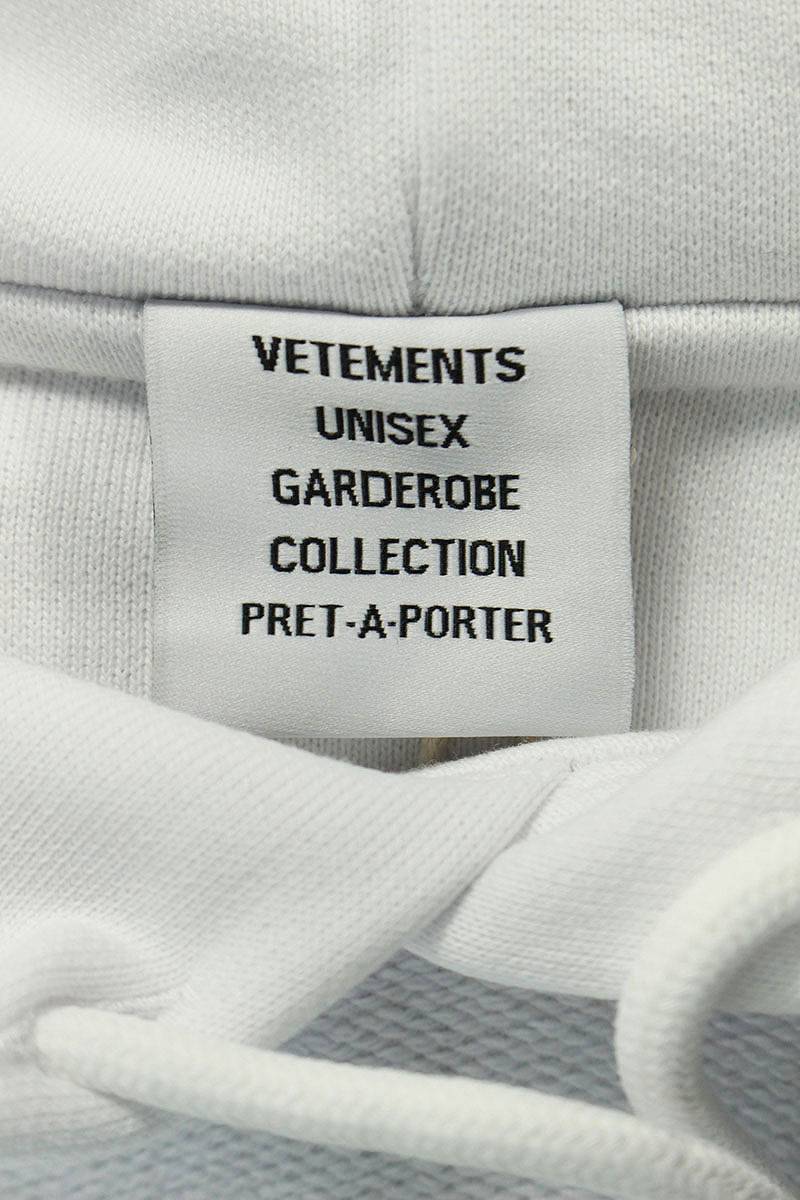 VETEMENTS
UNISEX
GARDEROBE
COLLECTION
PRET-A-PORTER